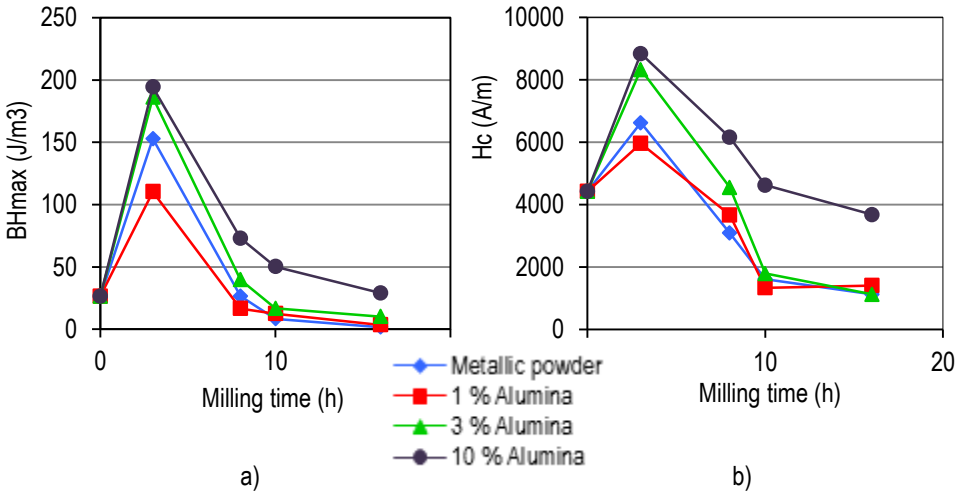 250
200
150
100
50
0
BHmax (J/m3)
0
10
Milling time (h)
a)
10000
8000
6000
4000
2000
0
Hc (A/m)
0
10
20
Milling time (h)
b)
Metallic powder
1 % Alumina
3 % Alumina
10 % Alumina